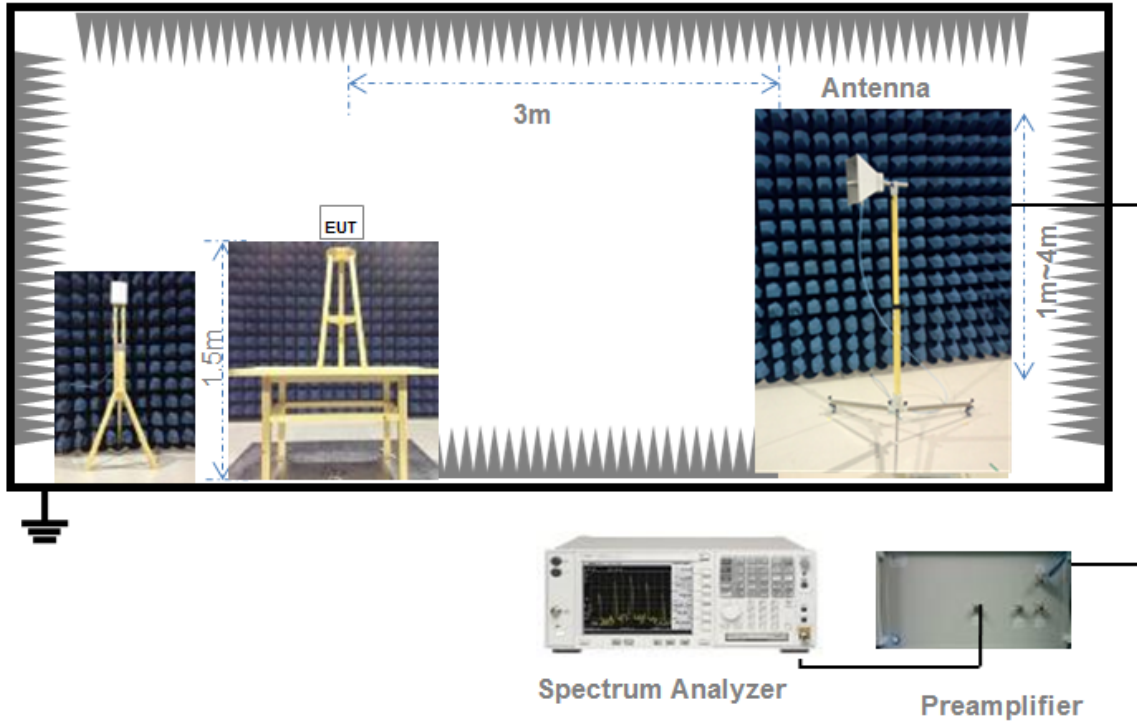 Antenna
3m
EUT
1.5m
1m~4m
Spectrum Analyzer
Preamplifier